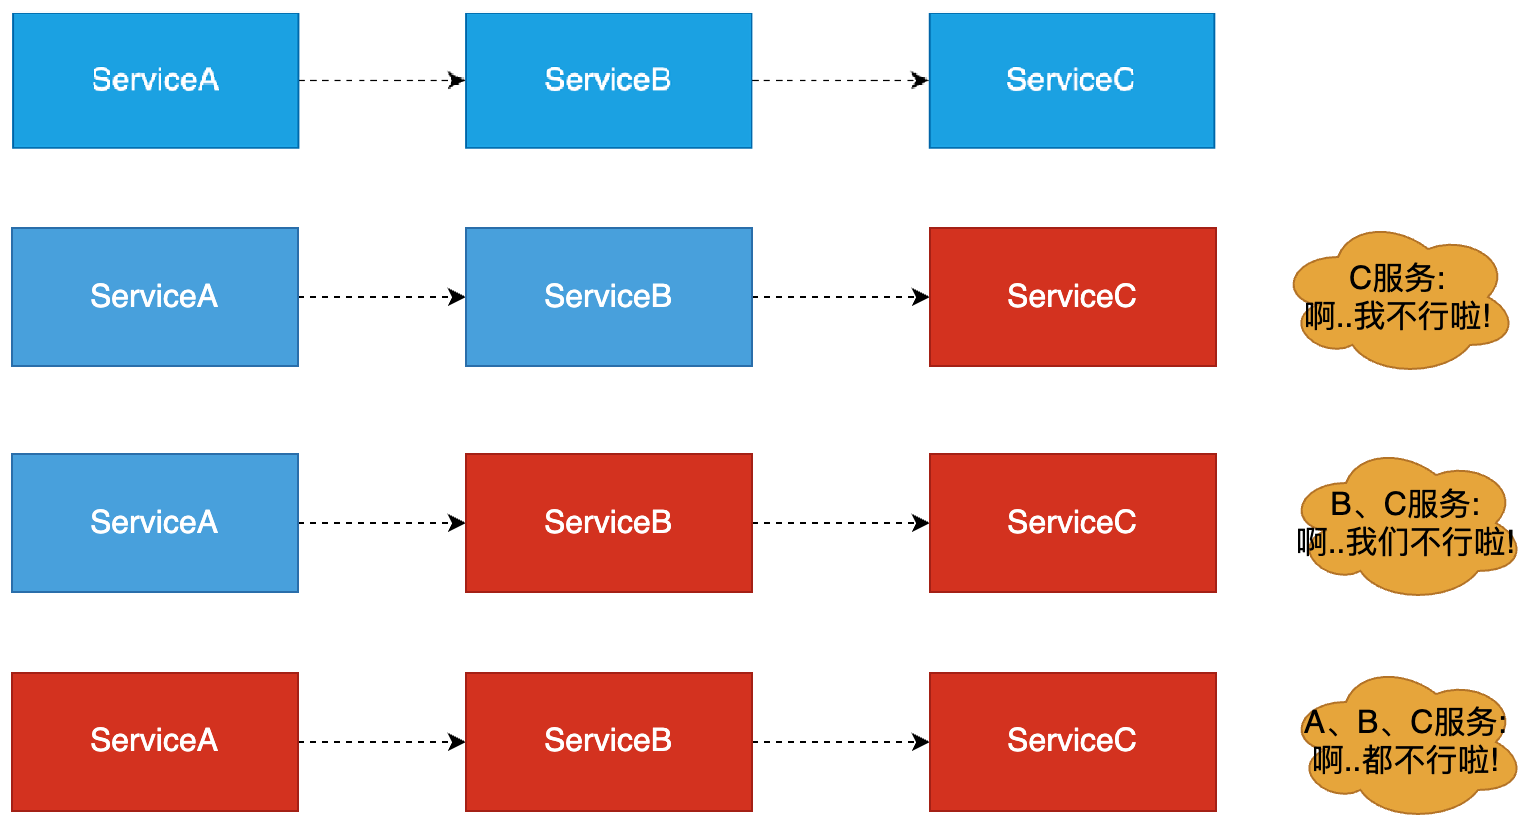 ServiceA
ServiceB
ServiceC
ServiceA
ServiceB
ServiceC
C服务:
啊..我不行啦!
ServiceA
ServiceB
ServiceC
B、C服务:
啊..我们不行啦!
ServiceA
ServiceB
ServiceC
A、B、C服务:
啊..都不行啦!